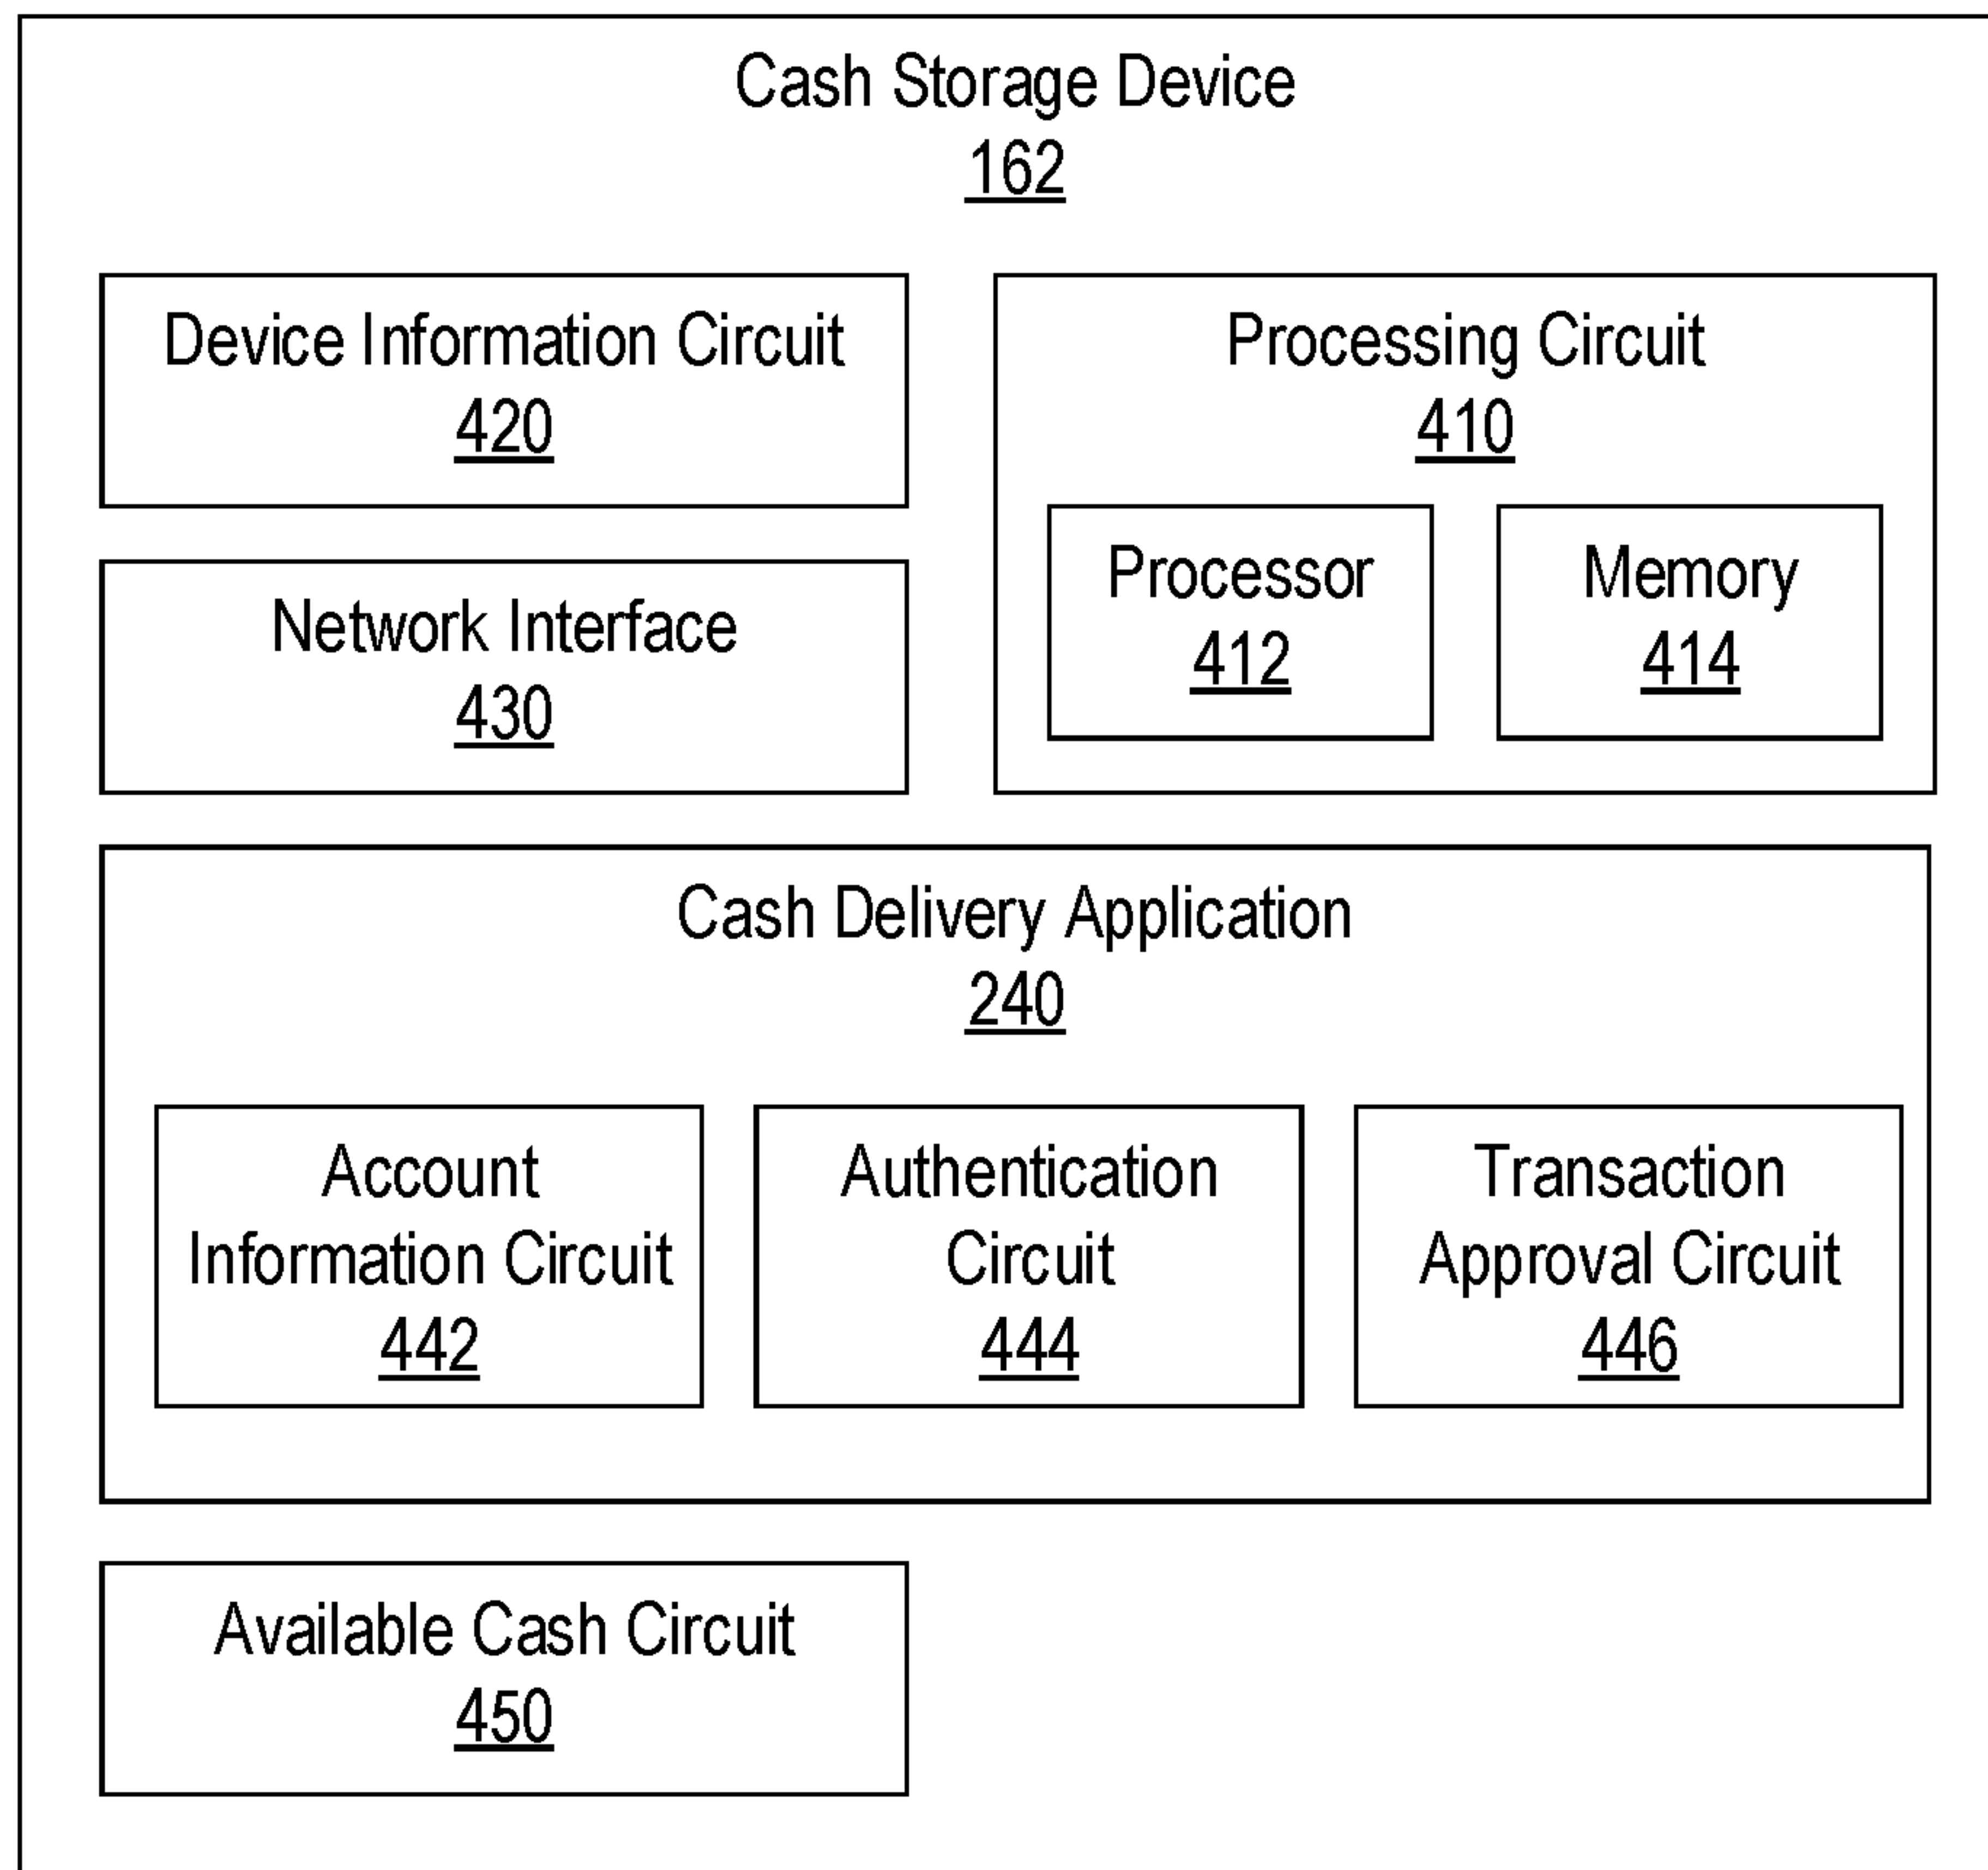 Cash Storage Device
162
Device Information Circuit
420
Processing Circuit
410
Processor
412
Memory
414
Network Interface
430
Cash Delivery Application
240
Account
Information Circuit
442
Authentication
Circuit
444
Transaction
Approval Circuit
446
Available Cash Circuit
450